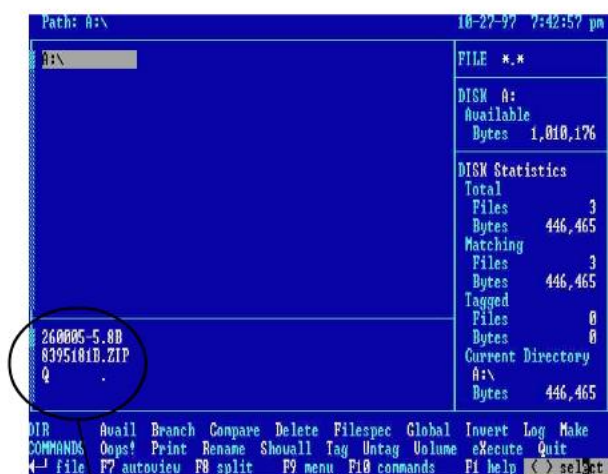 Path: A:\ 10-27-97 7:42:57 pm
A:\
FILE *.*
DISK A:
Available
Bytes 1,010,176
DISK Statistics
Total
Files 3
Bytes 446,465
Matching
Files 3
Bytes 446,465
Tagged
Files 0
Bytes 0
Current Directory
A:\
Bytes 446,465
260005-5.8B
8395181B.ZIP
Q .
DIR Avail Branch Compare Delete Filespec Global Invert Log Make
COMMANDS Oops! Print Rename Showall Tag Untag Volume eXecute Quit
file F7 autoview F8 split F9 menu F10 commands F1 help < > select